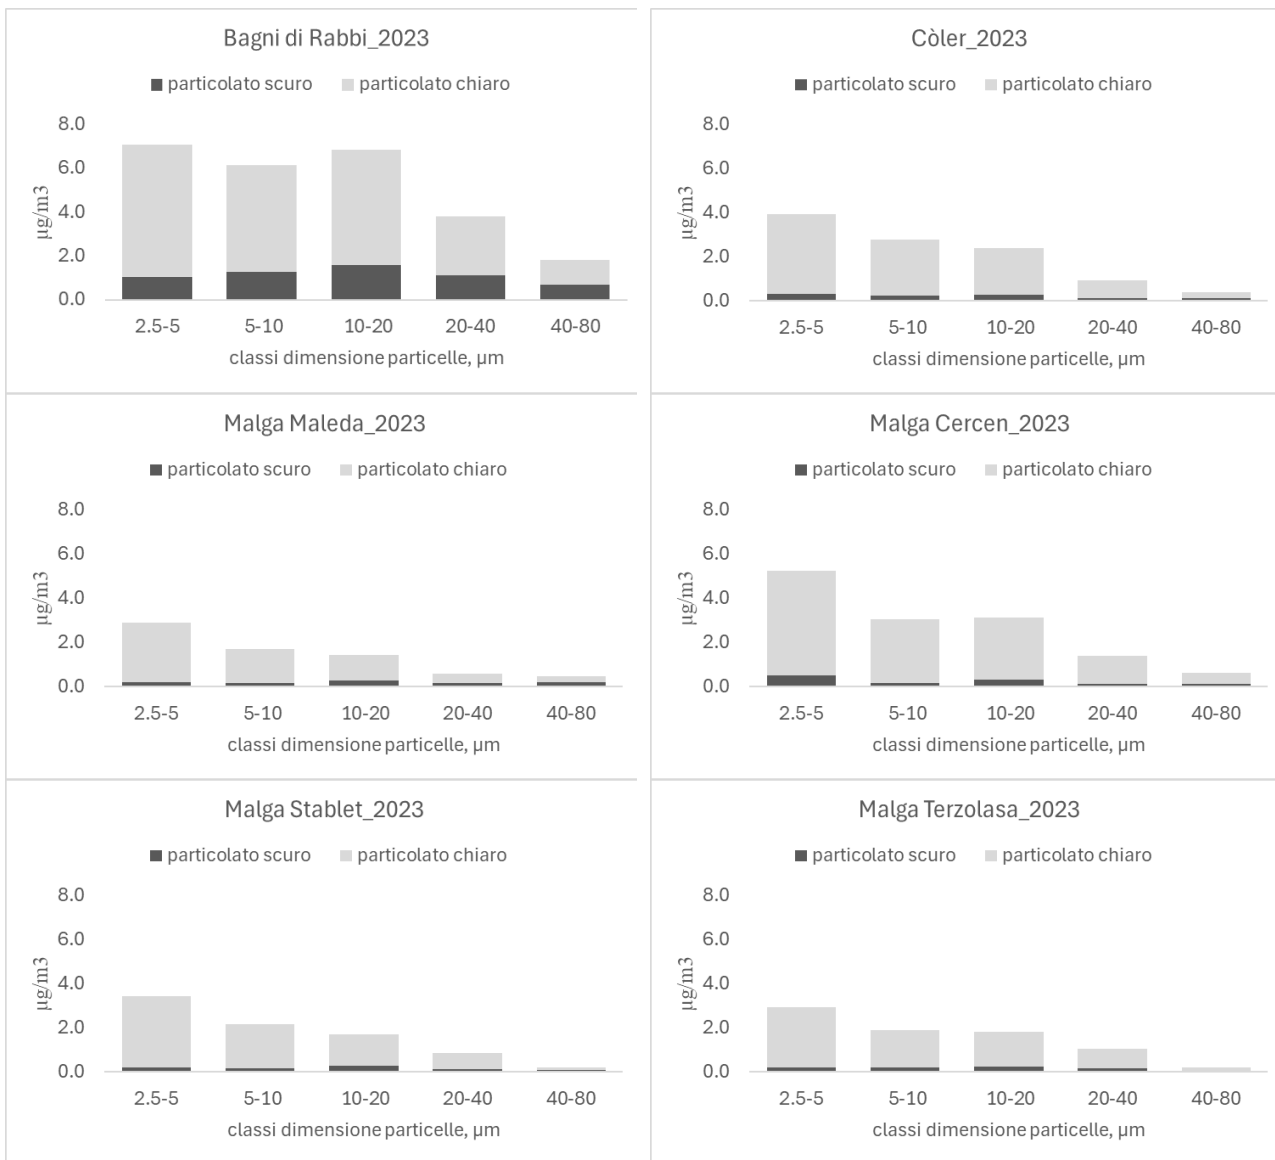 Bagni di Rabbi_2023
particolato scuro particolato chiaro
8.0
6.0
4.0
2.0
0.0
µg/m3
2.5-5 5-10 10-20 20-40 40-80
classi dimensione particelle, µm
Còler_2023
particolato scuro particolato chiaro
8.0
6.0
4.0
2.0
0.0
µg/m3
2.5-5 5-10 10-20 20-40 40-80
classi dimensione particelle, µm
Malga Maleda_2023
particolato scuro particolato chiaro
8.0
6.0
4.0
2.0
0.0
µg/m3
2.5-5 5-10 10-20 20-40 40-80
classi dimensione particelle, µm
Malga Cercen_2023
particolato scuro particolato chiaro
8.0
6.0
4.0
2.0
0.0
µg/m3
2.5-5 5-10 10-20 20-40 40-80
classi dimensione particelle, µm
Malga Stablet_2023
particolato scuro particolato chiaro
8.0
6.0
4.0
2.0
0.0
µg/m3
2.5-5 5-10 10-20 20-40 40-80
classi dimensione particelle, µm
Malga Terzolasa_2023
particolato scuro particolato chiaro
8.0
6.0
4.0
2.0
0.0
µg/m3
2.5-5 5-10 10-20 20-40 40-80
classi dimensione particelle, µm